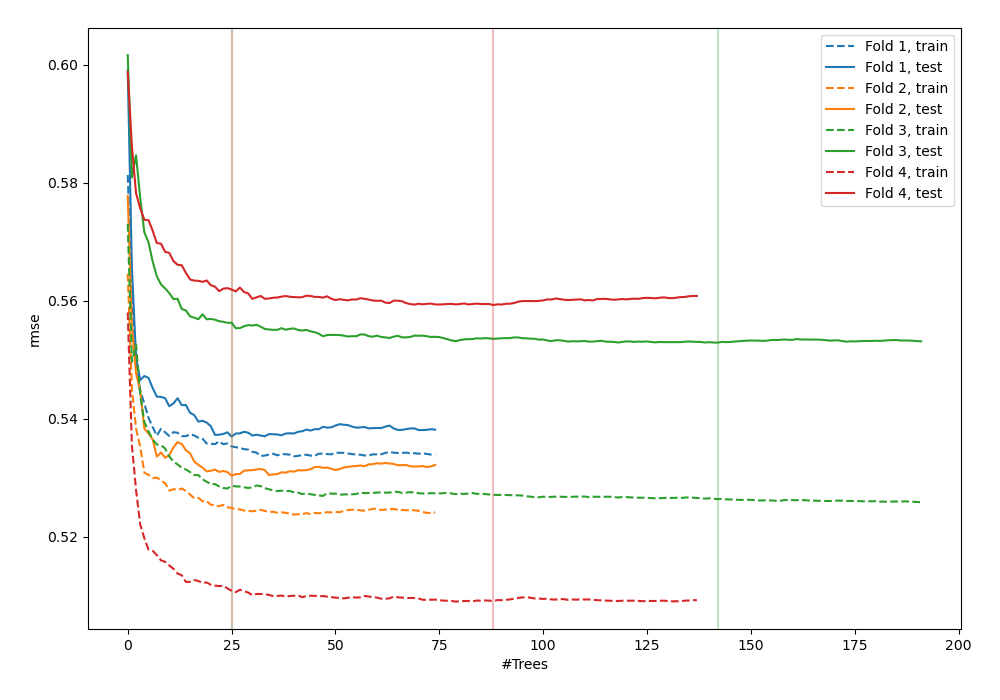 0.60
0.58
0.56
0.54
0.52
rmse
0 25 50 75 100 125 150 175 200
#Trees
Fold 1, train
Fold 1, test
Fold 2, train
Fold 2, test
Fold 3, train
Fold 3, test
Fold 4, train
Fold 4, test